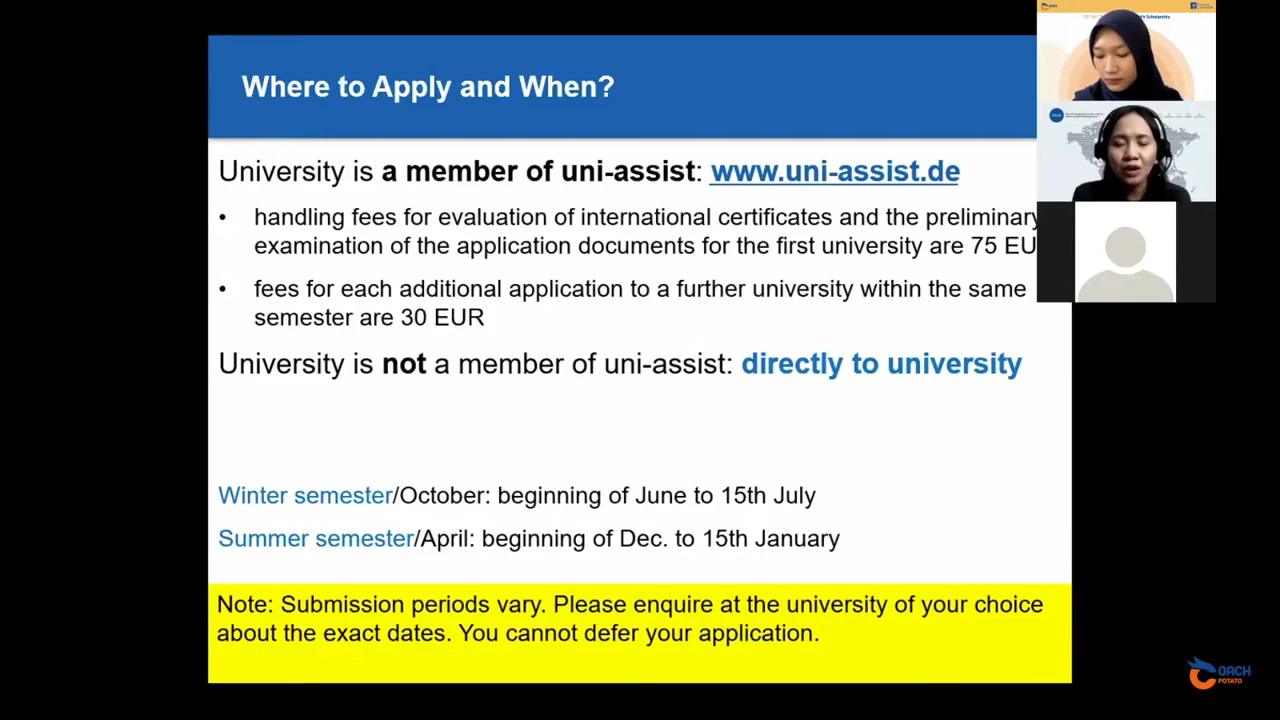 Where to Apply and When?
University is a member of uni-assist: www.uni-assist.de
• handling fees for evaluation of international certificates and the preliminary
examination of the application documents for the first university are 75 EU
• fees for each additional application to a further university within the same
semester are 30 EUR
University is not a member of uni-assist: directly to university
Winter semester/October: beginning of June to 15th July
Summer semester/April: beginning of Dec. to 15th January
Note: Submission periods vary. Please enquire at the university of your choice
about the exact dates. You cannot defer your application.
OACH
POTATO